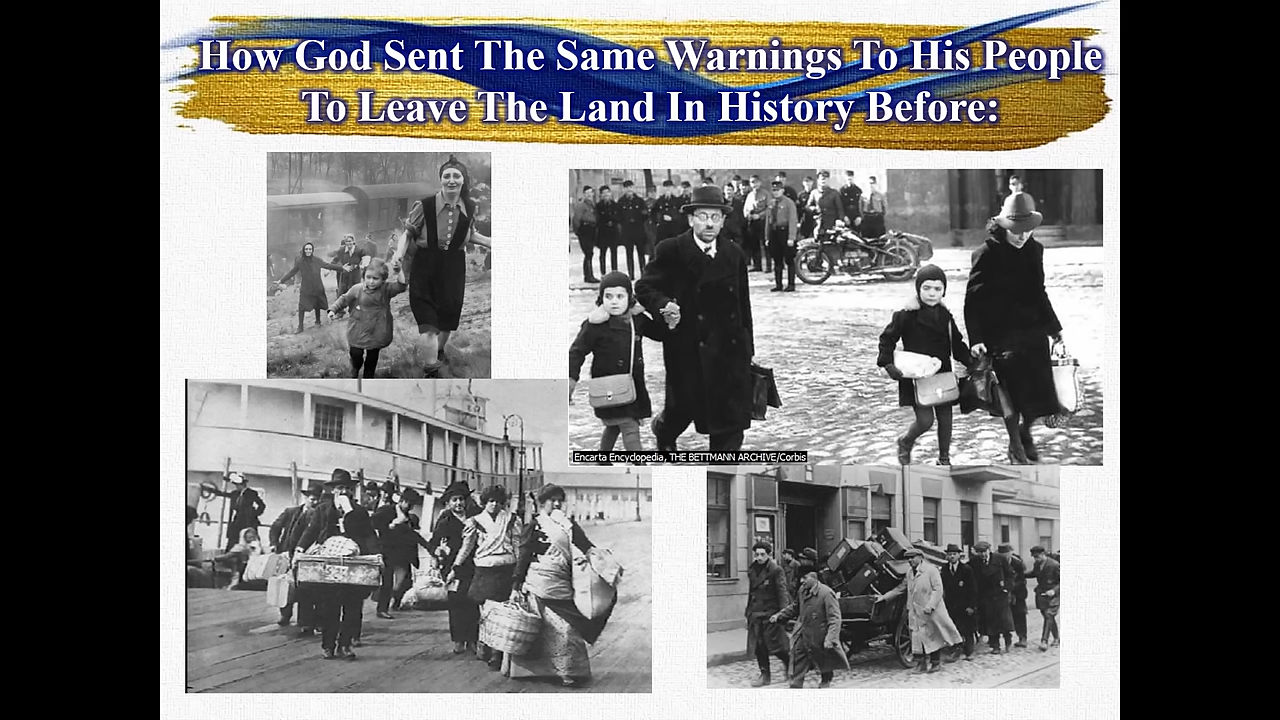 How God Sent The Same Warnings To His People
To Leave The Land In History Before:
Encarta Encyclopedia, THE BETTMANN ARCHIVE/Corbis